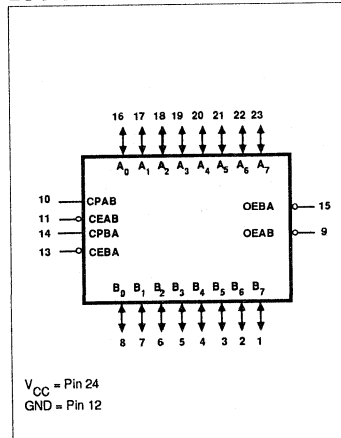 16 17 18 19 20 21 22 23
A0 A1 A2 A3 A4 A5 A6 A7
10 CPAB
OEBA 15
11 CEAB
14 CPBA
OEAB 9
13 CEBA
B0 B1 B2 B3 B4 B5 B6 B7
8 7 6 5 4 3 2 1
VCC = Pin 24
GND = Pin 12